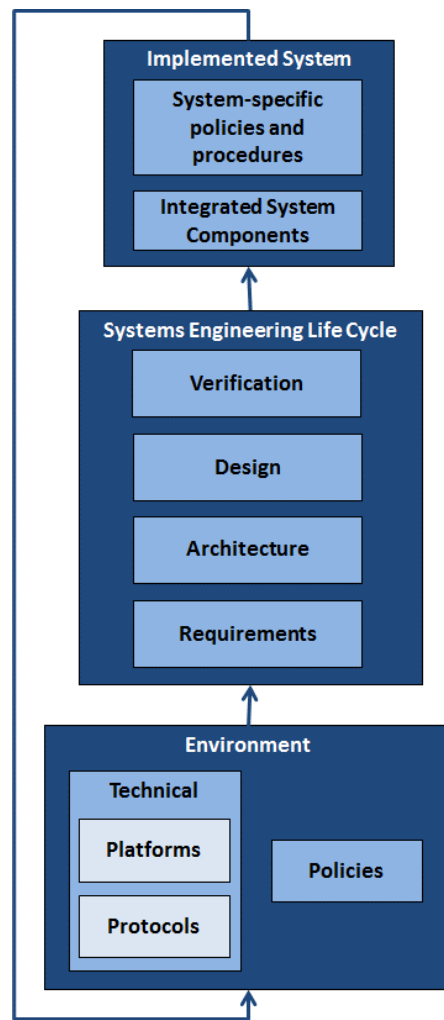 Implemented System
System-specific
policies and
procedures
Integrated System
Components
Systems Engineering Life Cycle
Verification
Design
Architecture
Requirements
Environment
Technical
Platforms
Protocols
Policies